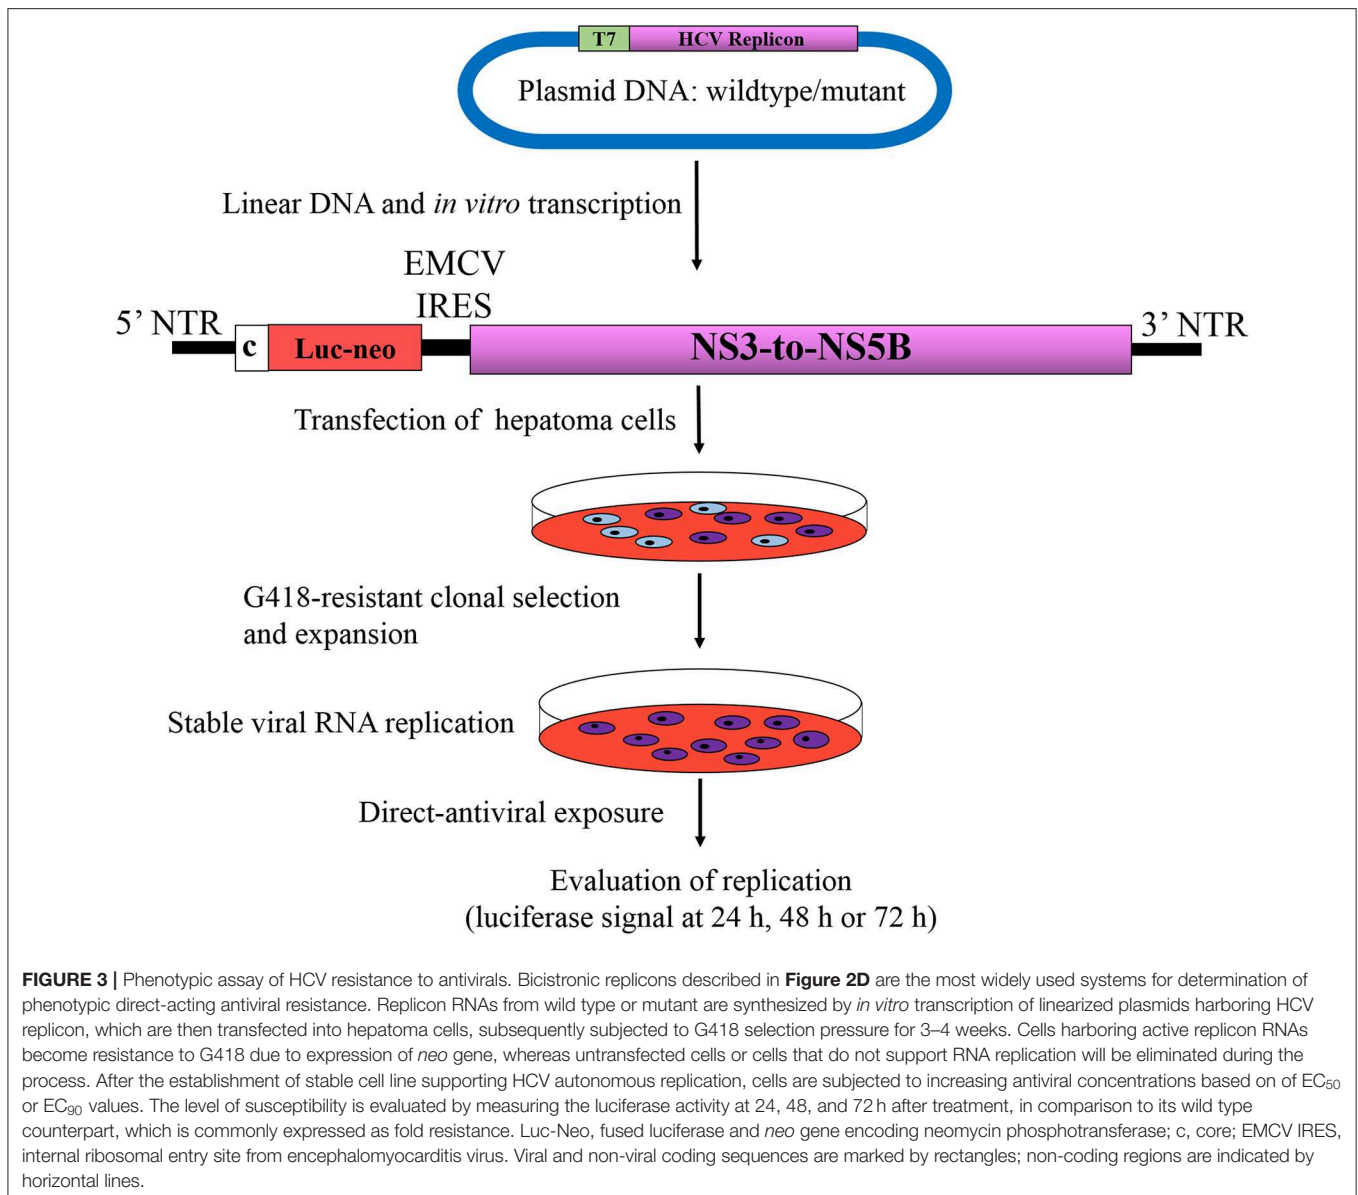 T7
HCV Replicon
Plasmid DNA: wildtype/mutant
Linear DNA and in vitro transcription
EMCV
IRES
5’ NTR
3’ NTR
c
Luc-neo
NS3-to-NS5B
Transfection of hepatoma cells
G418-resistant clonal selection
and expansion
Stable viral RNA replication
Direct-antiviral exposure
Evaluation of replication
(luciferase signal at 24 h, 48 h or 72 h)
FIGURE 3 | Phenotypic assay of HCV resistance to antivirals. Bicistronic replicons described in Figure 2D are the most widely used systems for determination of
phenotypic direct-acting antiviral resistance. Replicon RNAs from wild type or mutant are synthesized by in vitro transcription of linearized plasmids harboring HCV
replicon, which are then transfected into hepatoma cells, subsequently subjected to G418 selection pressure for 3–4 weeks. Cells harboring active replicon RNAs
become resistance to G418 due to expression of neo gene, whereas untransfected cells or cells that do not support RNA replication will be eliminated during the
process. After the establishment of stable cell line supporting HCV autonomous replication, cells are subjected to increasing antiviral concentrations based on of EC50
or EC90 values. The level of susceptibility is evaluated by measuring the luciferase activity at 24, 48, and 72 h after treatment, in comparison to its wild type
counterpart, which is commonly expressed as fold resistance. Luc-Neo, fused luciferase and neo gene encoding neomycin phosphotransferase; c, core; EMCV IRES,
internal ribosomal entry site from encephalomyocarditis virus. Viral and non-viral coding sequences are marked by rectangles; non-coding regions are indicated by
horizontal lines.